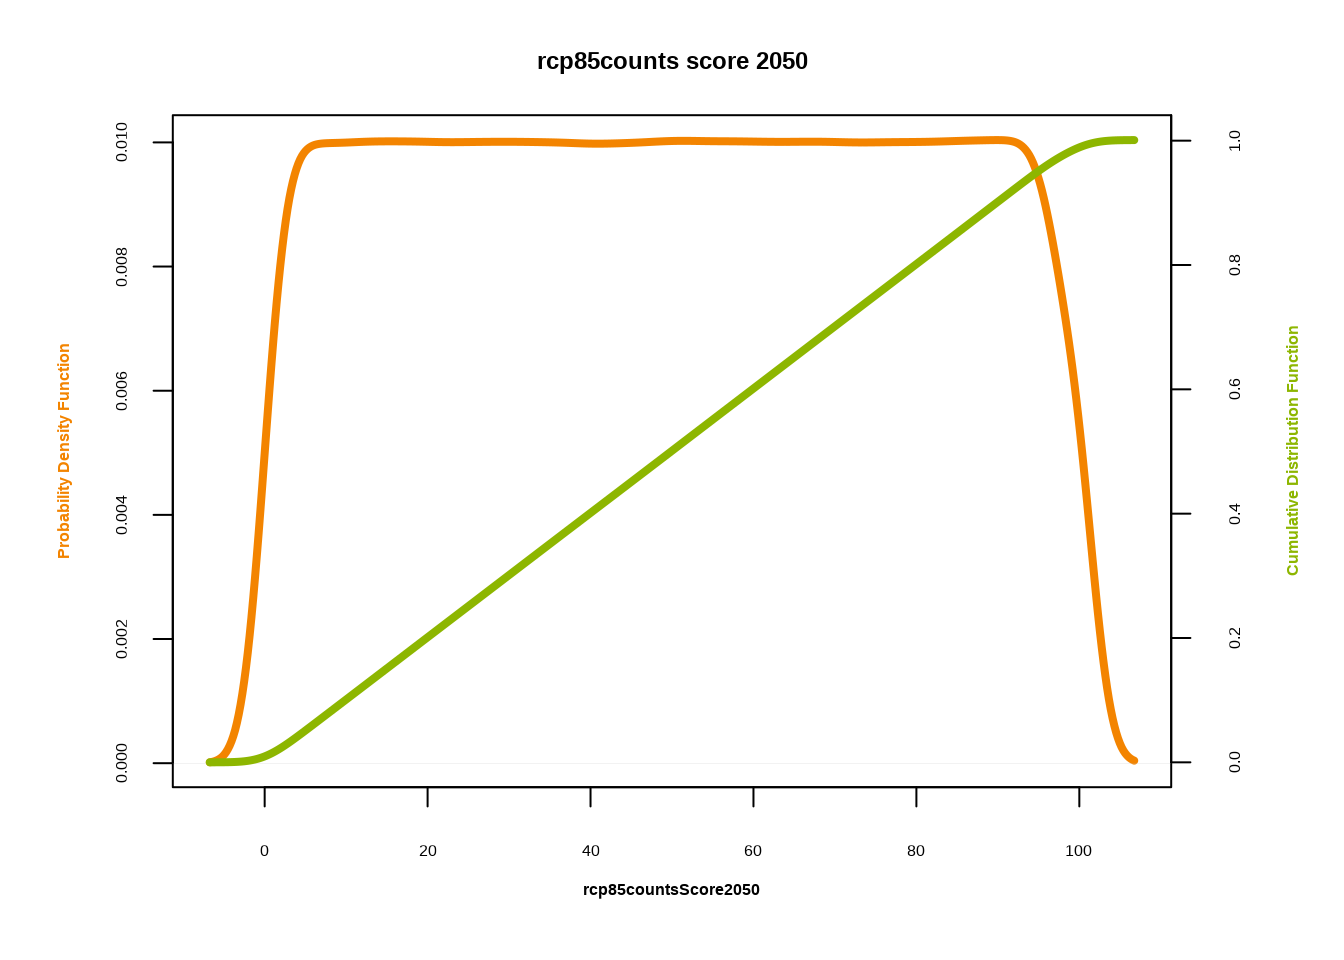 rcp85counts score 2050
Probability Density Function
0.010
0.008
0.006
0.004
0.002
0.000
1.0
0.8
0.6
0.4
0.2
0.0
Cumulative Distribution Function
0 20 40 60 80 100
rcp85countsScore2050